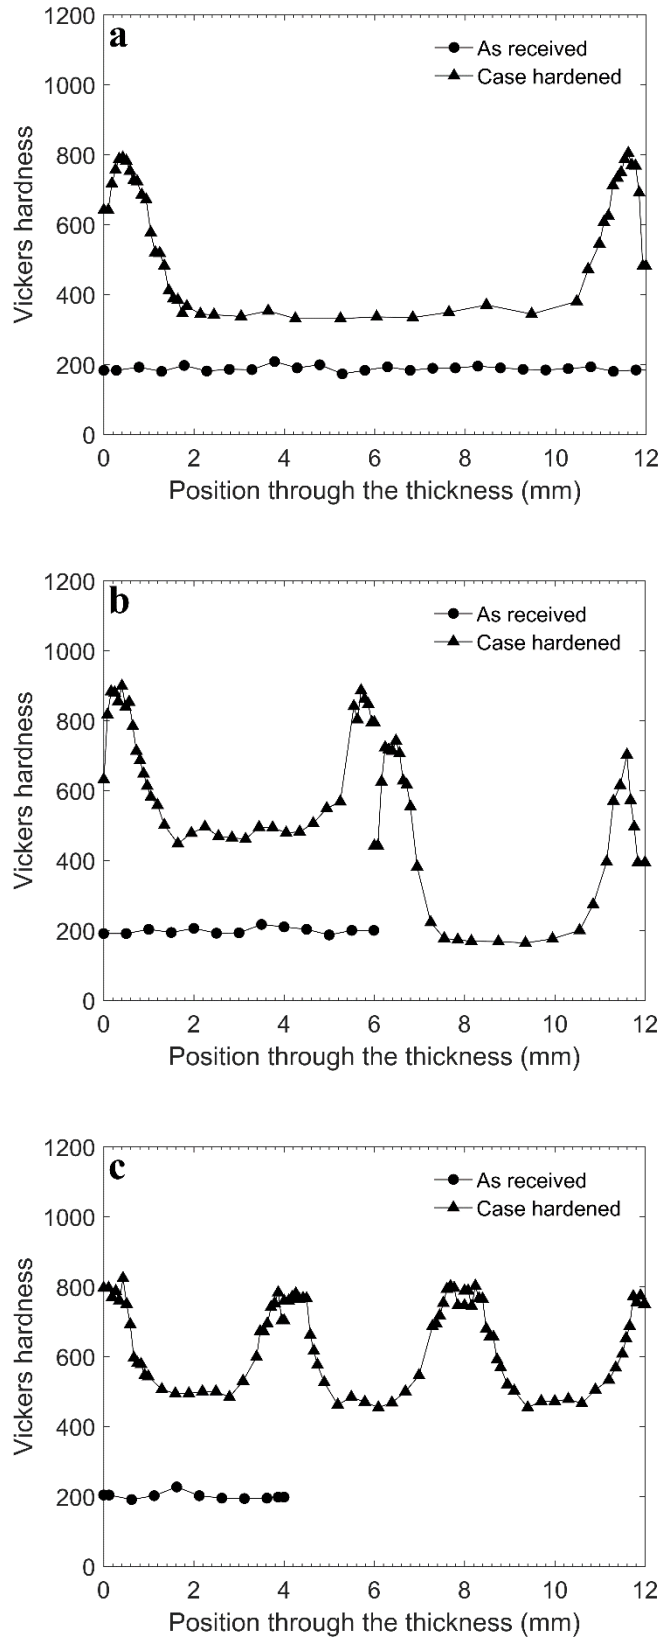 a
As received
Case hardened
1200
1000
800
600
400
200
0
Vickers hardness
0 2 4 6 8 10 12
Position through the thickness (mm)
b
As received
Case hardened
1200
1000
800
600
400
200
0
Vickers hardness
0 2 4 6 8 10 12
Position through the thickness (mm)
c
As received
Case hardened
1200
1000
800
600
400
200
0
Vickers hardness
0 2 4 6 8 10 12
Position through the thickness (mm)